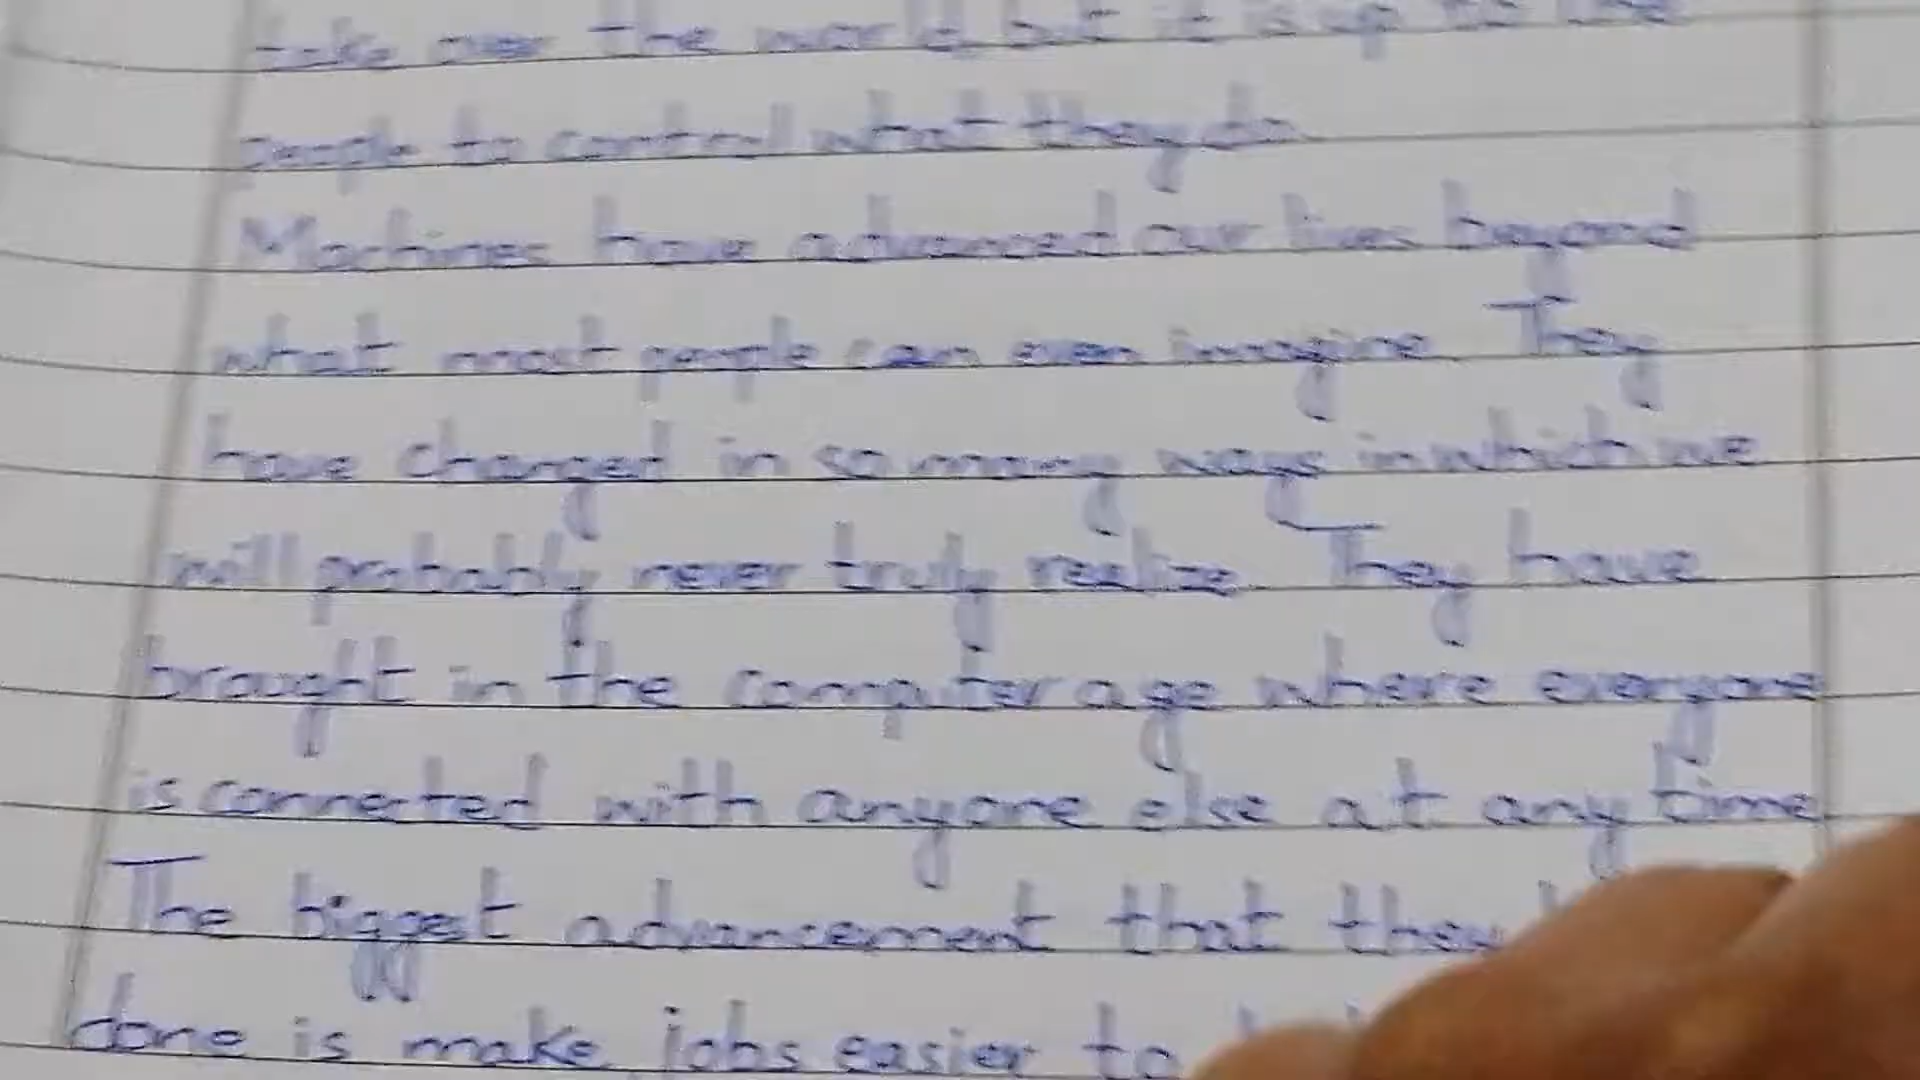 take over the world but it is up to the
people to control what they do
Machines have advanced our lives beyond
what most people can even imagine. They
have changed in so many ways in which we
will probably never truly realize. They have
brought in the computer age where everyone
is connected with anyone else at any time
The biggest advancement that they
done is make jobs easier to